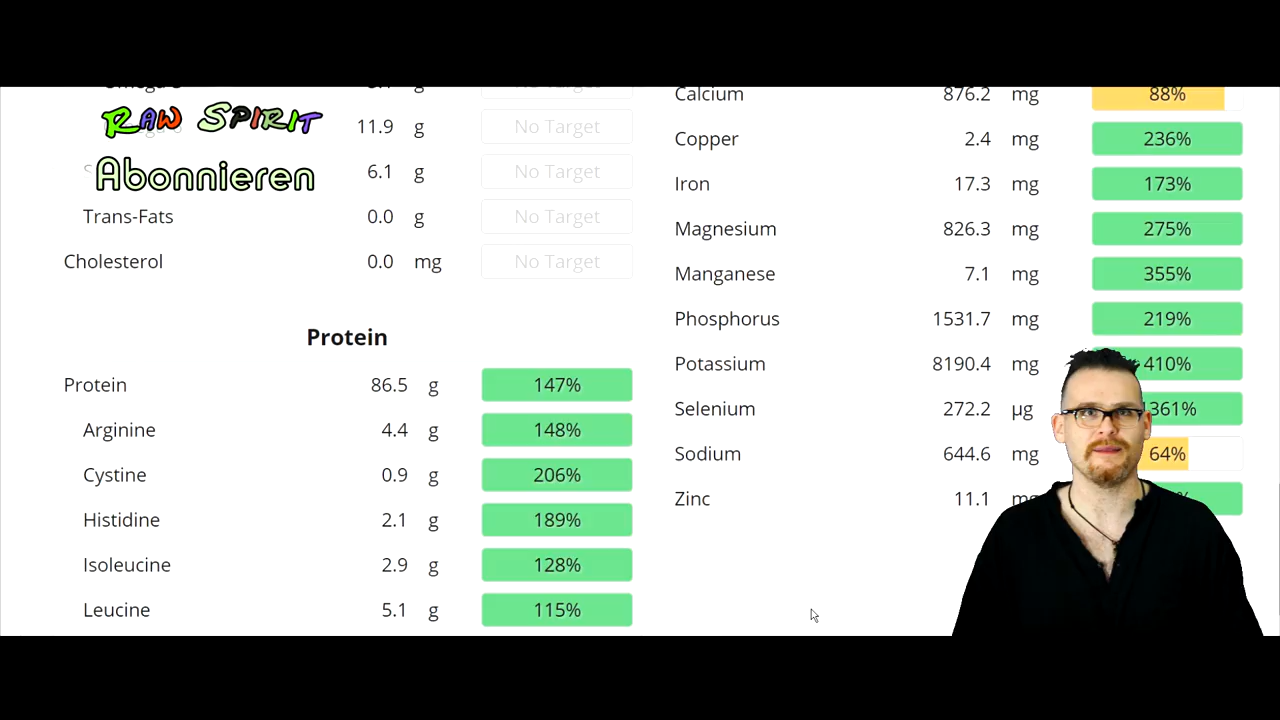 Raw Spirit
Abonnieren
11.9 g No Target
6.1 g No Target
Trans-Fats 0.0 g No Target
Cholesterol 0.0 mg No Target
Protein
Protein 86.5 g 147%
Arginine 4.4 g 148%
Cystine 0.9 g 206%
Histidine 2.1 g 189%
Isoleucine 2.9 g 128%
Leucine 5.1 g 115%
Calcium 876.2 mg 88%
Copper 2.4 mg 236%
Iron 17.3 mg 173%
Magnesium 826.3 mg 275%
Manganese 7.1 mg 355%
Phosphorus 1531.7 mg 219%
Potassium 8190.4 mg 410%
Selenium 272.2 µg 361%
Sodium 644.6 mg 64%
Zinc 11.1